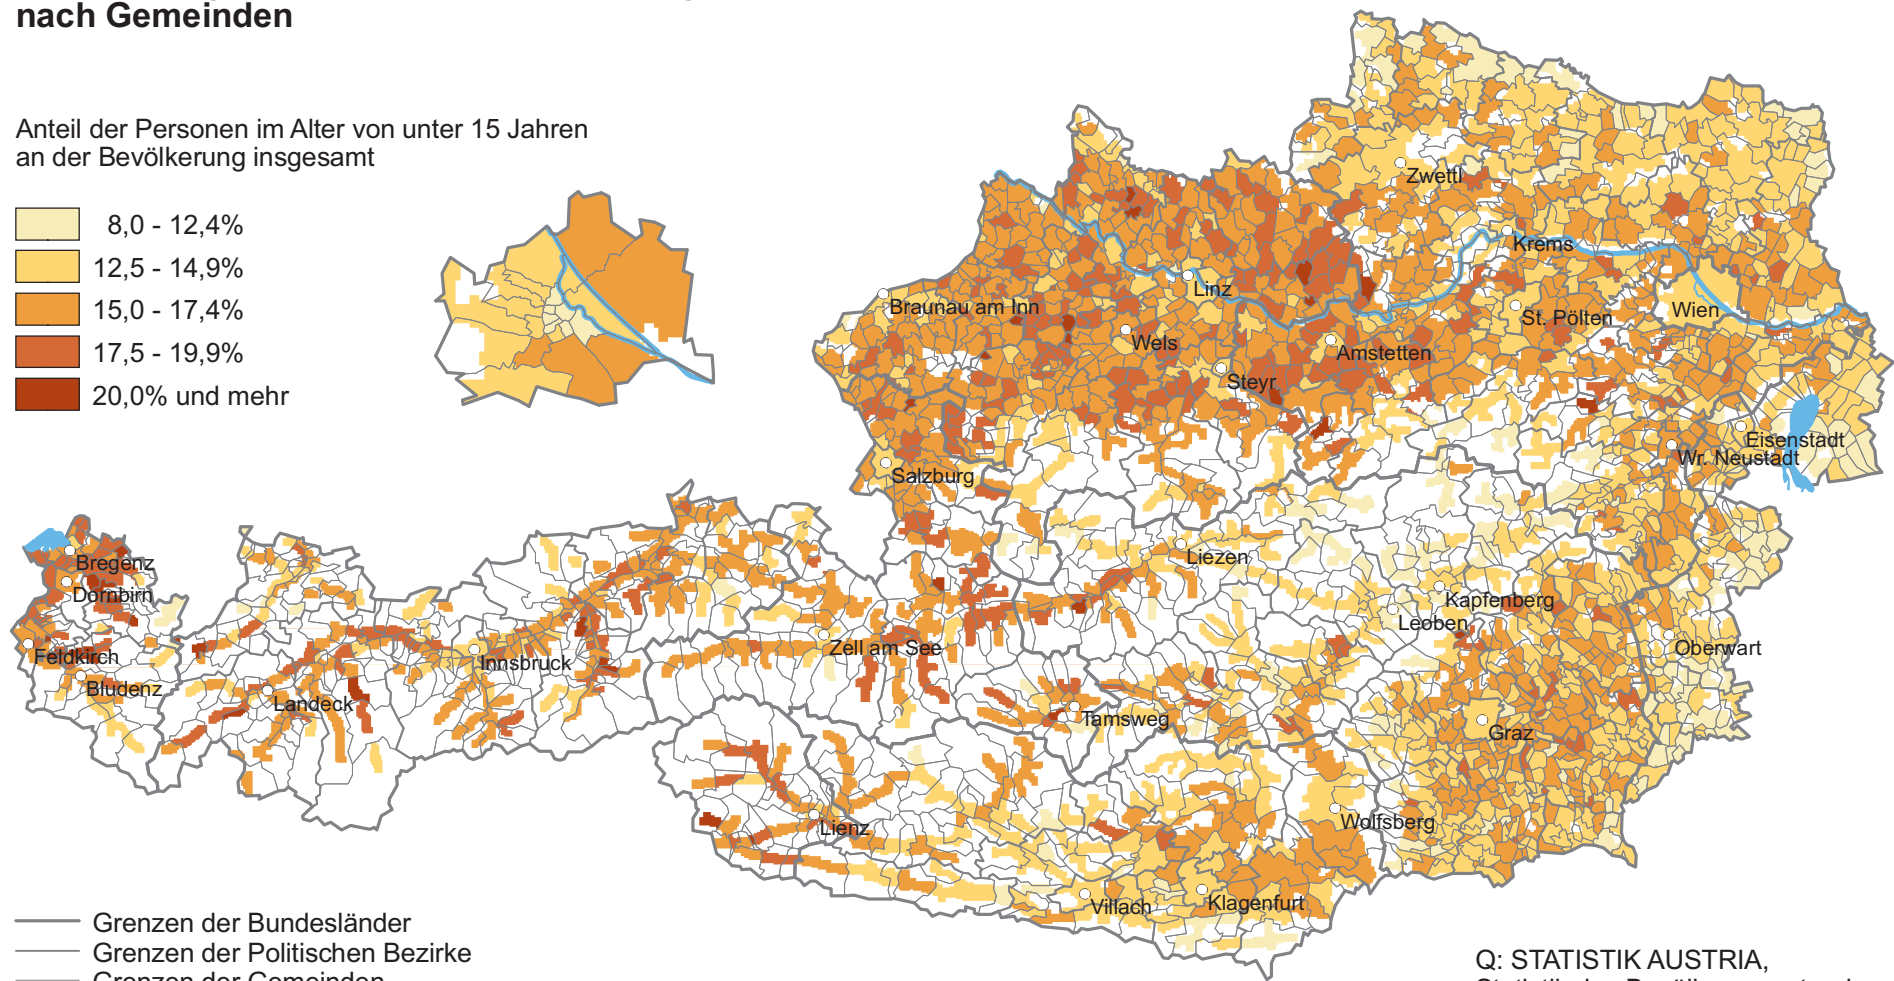 nach Gemeinden
Anteil der Personen im Alter von unter 15 Jahren
an der Bevölkerung insgesamt
8,0 - 12,4%
12,5 - 14,9%
15,0 - 17,4%
17,5 - 19,9%
20,0% und mehr
Zwettl
Krems
Linz
Braunau am Inn
St. Pölten
Wien
Wels
Amstetten
Steyr
Eisenstadt
Wr. Neustadt
Salzburg
Bregenz
Dornbirn
Liezen
Kapfenberg
Leoben
Feldkirch
Innsbruck
Zell am See
Oberwart
Bludenz
Landeck
Tamsweg
Graz
Lienz
Wolfsberg
Villach
Klagenfurt
Grenzen der Bundesländer
Grenzen der Politischen Bezirke
Grenzen der Gemeinden
Q: STATISTIK AUSTRIA,